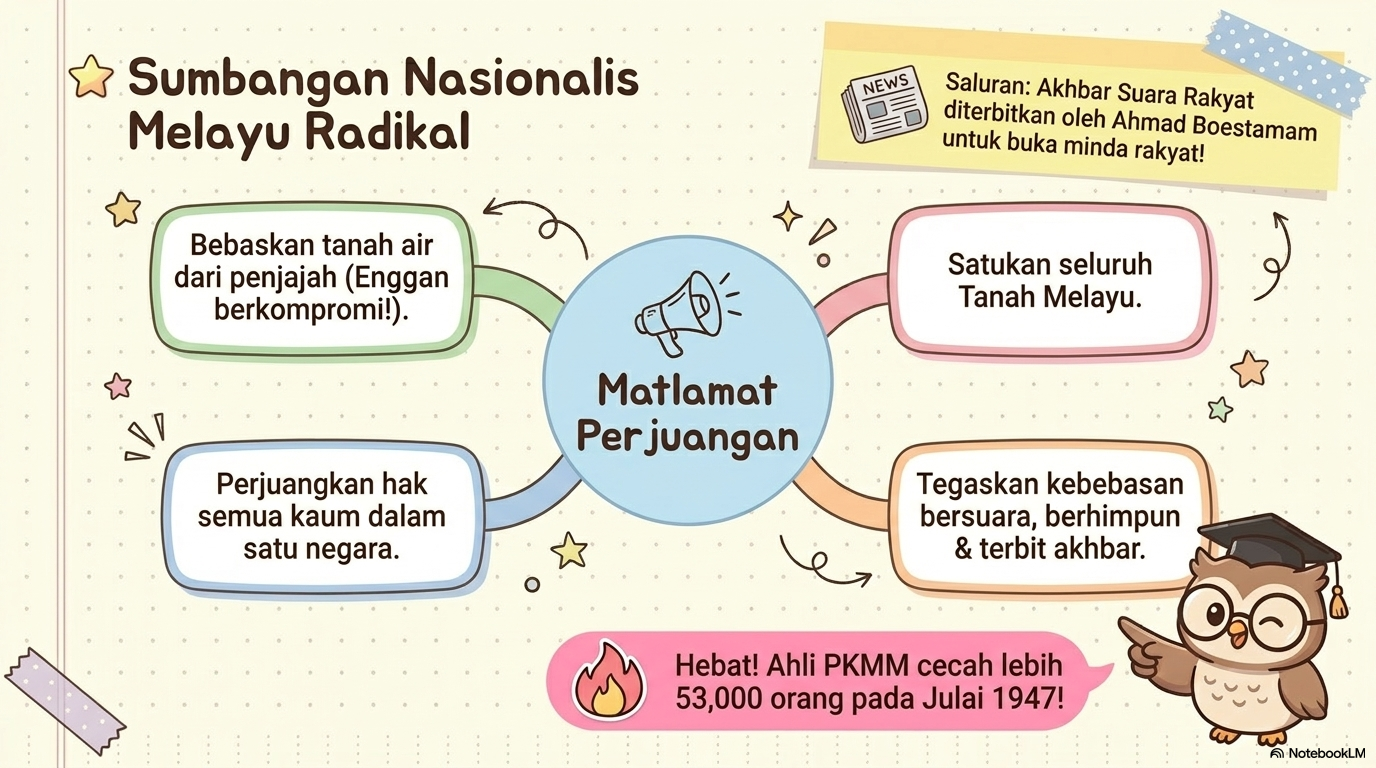 Sumbangan Nasionalis
Melayu Radikal
NEWS
Saluran: Akhbar Suara Rakyat
diterbitkan oleh Ahmad Boestamam
untuk buka minda rakyat!
Bebaskan tanah air
dari penjajah (Enggan
berkompromi!).
Satukan seluruh
Tanah Melayu.
Matlamat
Perjuangan
Perjuangkan hak
semua kaum dalam
satu negara.
Tegaskan kebebasan
bersuara, berhimpun
& terbit akhbar.
Hebat! Ahli PKMM cecah lebih
53,000 orang pada Julai 1947!
NotebookLM